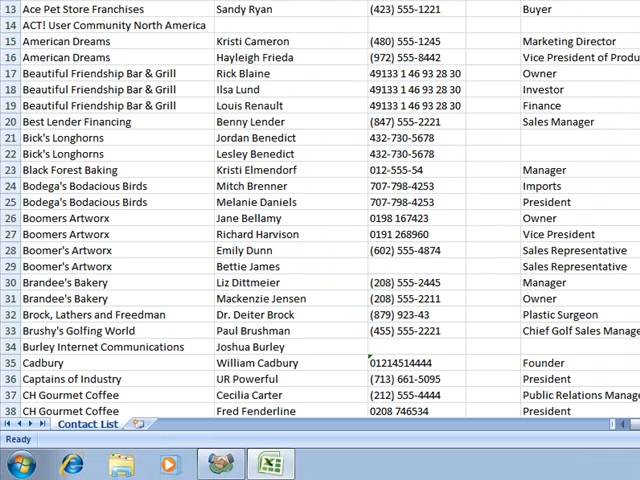 13 Ace Pet Store Franchises Sandy Ryan (423) 555-1221 Buyer
14 ACT! User Community North America
15 American Dreams Kristi Cameron (480) 555-1245 Marketing Director
16 American Dreams Hayleigh Frieda (972) 555-8442 Vice President of Produ
17 Beautiful Friendship Bar & Grill Rick Blaine 49133 1 46 93 28 30 Owner
18 Beautiful Friendship Bar & Grill Ilsa Lund 49133 1 46 93 28 30 Investor
19 Beautiful Friendship Bar & Grill Louis Renault 49133 1 46 93 28 30 Finance
20 Best Lender Financing Benny Lender (847) 555-2221 Sales Manager
21 Bick's Longhorns Jordan Benedict 432-730-5678
22 Bick's Longhorns Lesley Benedict 432-730-5678
23 Black Forest Baking Kristi Elmendorf 012-555-54 Manager
24 Bodega's Bodacious Birds Mitch Brenner 707-798-4253 Imports
25 Bodega's Bodacious Birds Melanie Daniels 707-798-4253 President
26 Boomers Artworx Jane Bellamy 0198 167423 Owner
27 Boomers Artworx Richard Harvison 0191 268960 Vice President
28 Boomer's Artworx Emily Dunn (602) 555-4874 Sales Representative
29 Boomer's Artworx Bettie James Sales Representative
30 Brandee's Bakery Liz Dittmeier (208) 555-2445 Manager
31 Brandee's Bakery Mackenzie Jensen (208) 555-2211 Owner
32 Brock, Lathers and Freedman Dr. Deiter Brock (879) 923-43 Plastic Surgeon
33 Brushy's Golfing World Paul Brushman (455) 555-2221 Chief Golf Sales Manage
34 Burley Internet Communications Joshua Burley
35 Cadbury William Cadbury 01214514444 Founder
36 Captains of Industry UR Powerful (713) 661-5095 President
37 CH Gourmet Coffee Cecilia Carter (212) 555-4444 Public Relations Manage
38 CH Gourmet Coffee Fred Fenderline 0208 746534 President
Contact List
Ready